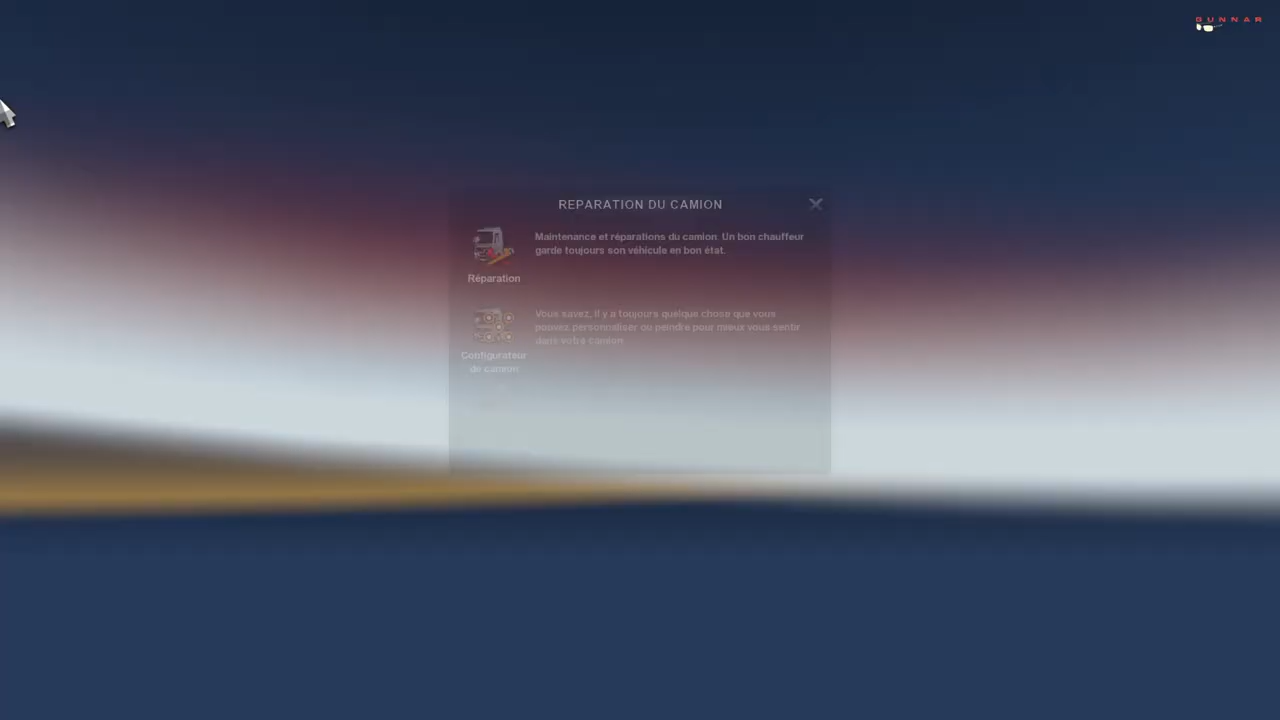 GUNNAR
REPARATION DU CAMION
Maintenance et réparations du camion. Un bon chauffeur
garde toujours son véhicule en bon état.
Réparation
Vous savez, il y a toujours quelque chose que vous
pouvez personnaliser ou peindre pour mieux vous sentir
dans votre camion
Configurateur
de camion